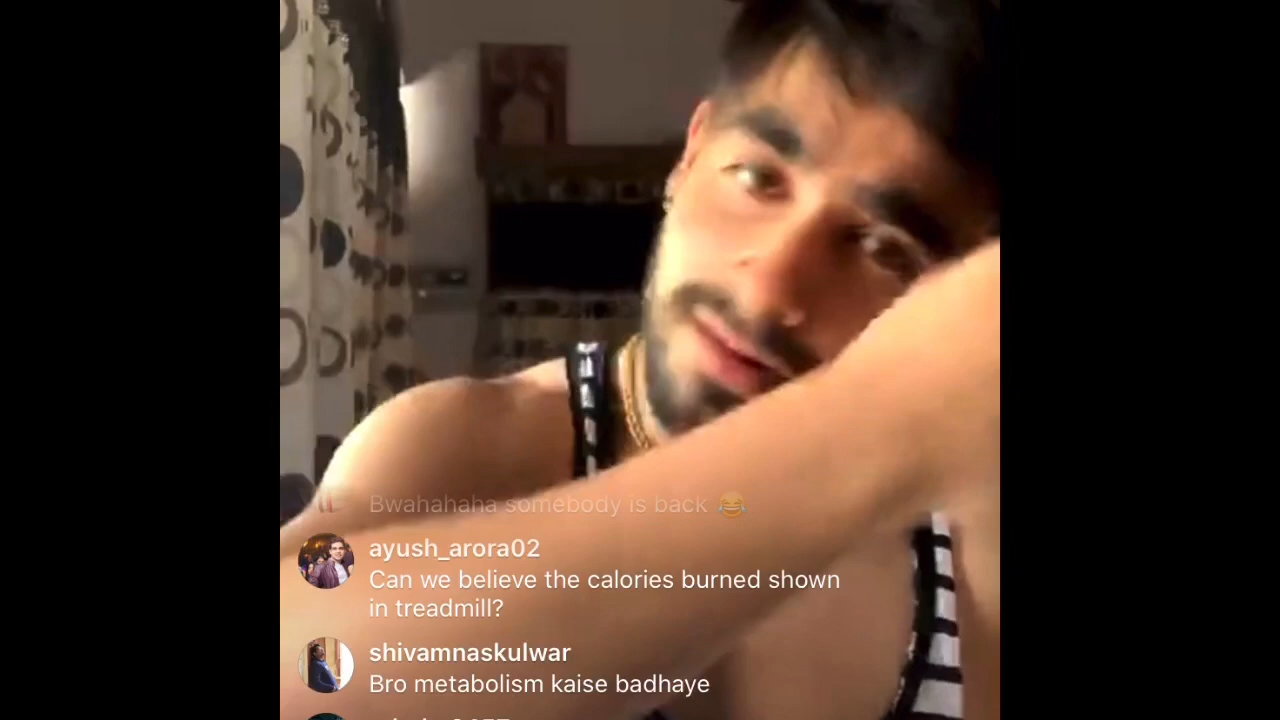 Bwahahaha somebody is back 😂
ayush_arora02
Can we believe the calories burned shown
in treadmill?
shivamnaskulwar
Bro metabolism kaise badhaye